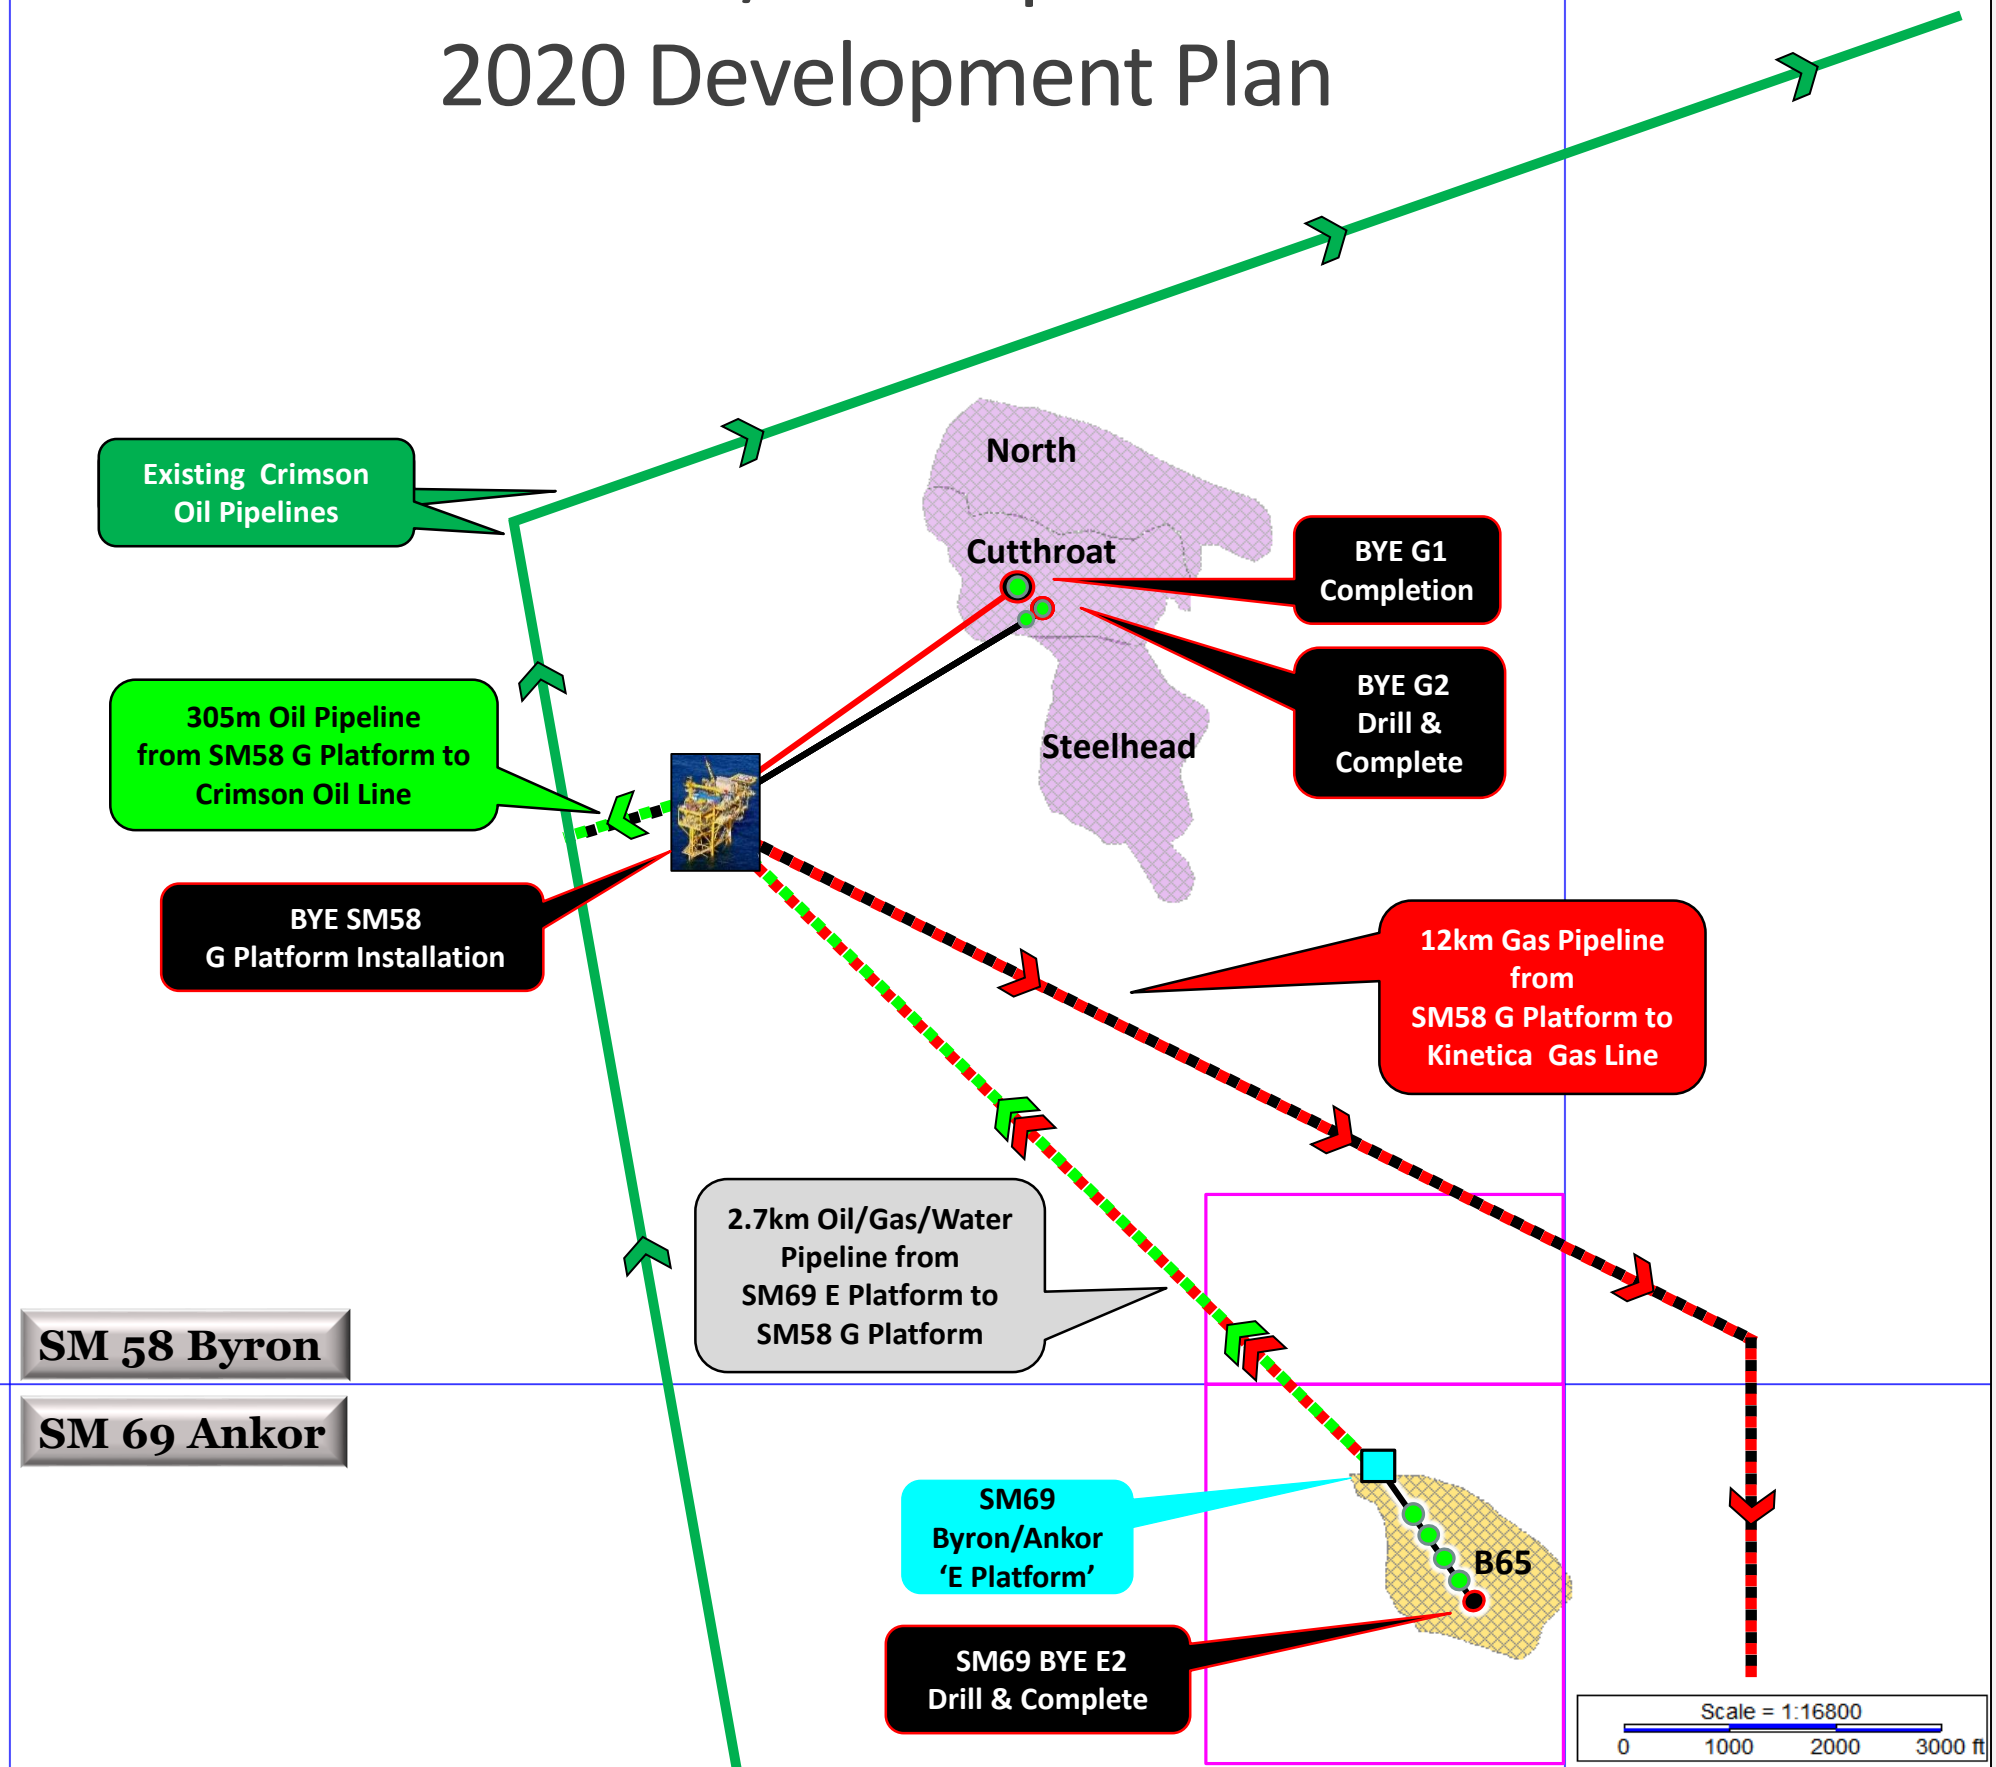 2020 Development Plan
North
Existing Crimson
Oil Pipelines
Cutthroat
BYE G1
Completion
BYE G2
Drill &
Complete
305m Oil Pipeline
from SM58 G Platform to
Crimson Oil Line
Steelhead
BYE SM58
G Platform Installation
12km Gas Pipeline
from
SM58 G Platform to
Kinetica Gas Line
2.7km Oil/Gas/Water
Pipeline from
SM69 E Platform to
SM58 G Platform
SM 58 Byron
SM 69 Ankor
SM69
Byron/Ankor
‘E Platform’
B65
SM69 BYE E2
Drill & Complete
Scale = 1:16800
0 1000 2000 3000 ft